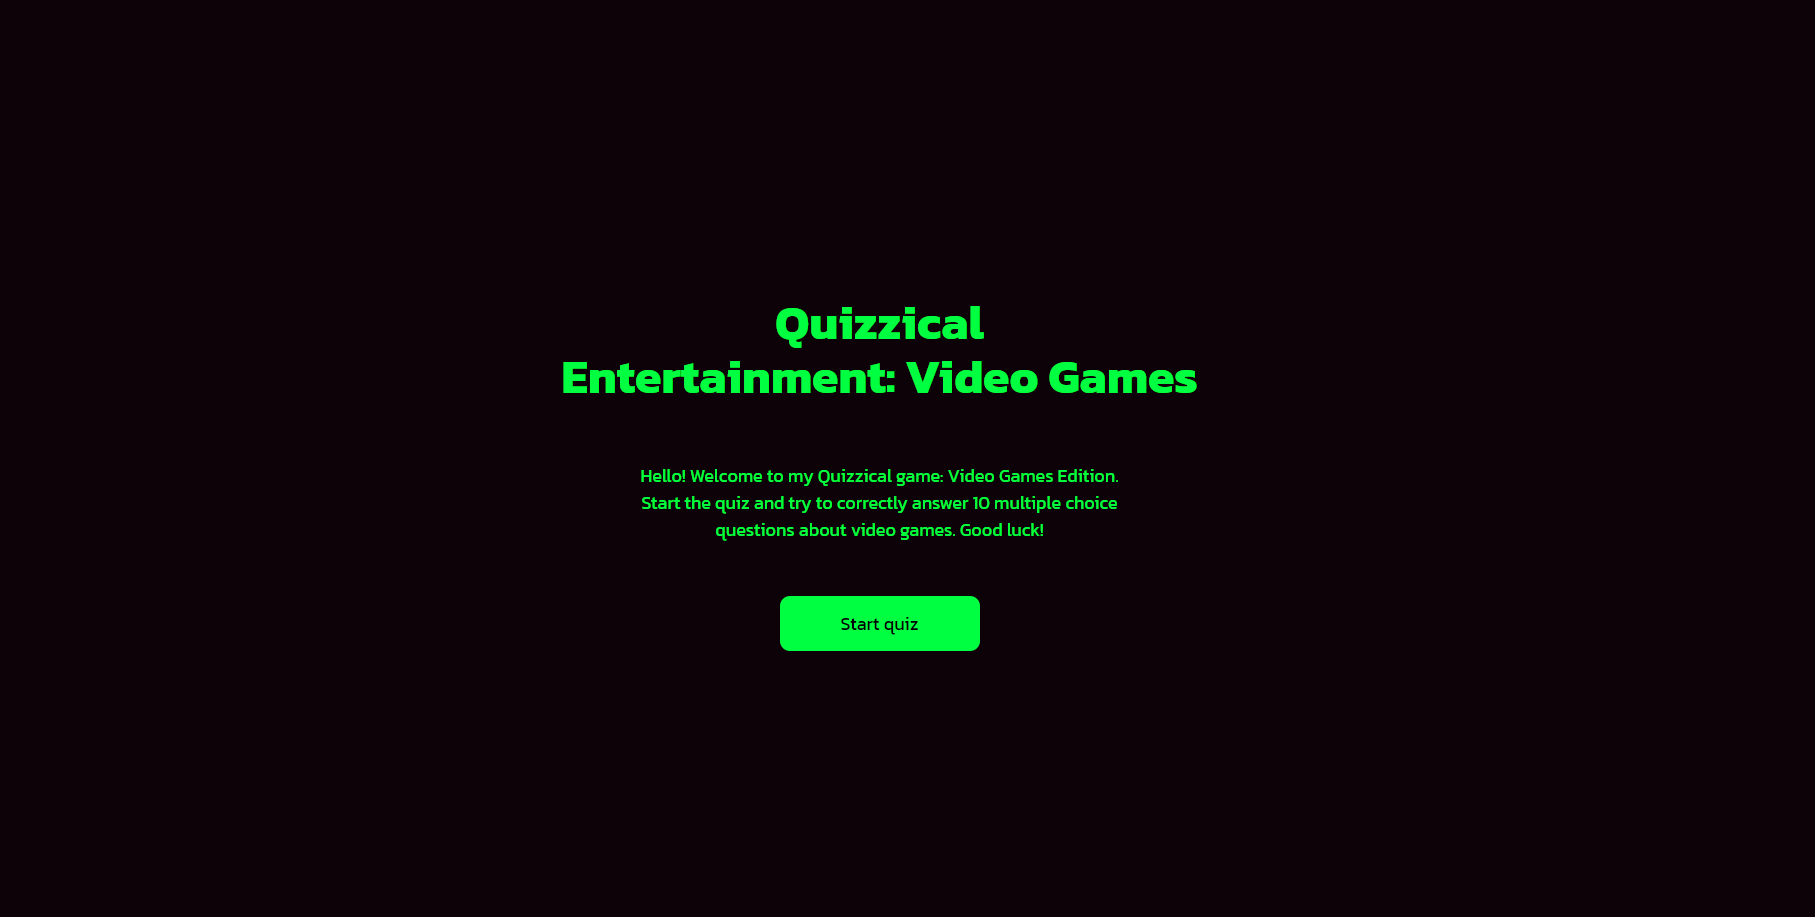 Quizzical
Entertainment: Video Games
Hello! Welcome to my Quizzical game: Video Games Edition.
Start the quiz and try to correctly answer 10 multiple choice
questions about video games. Good luck!
Start quiz